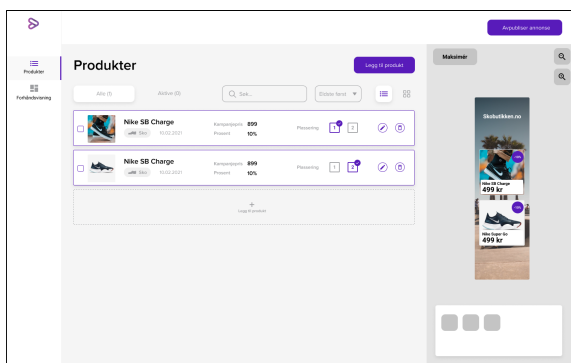 Avpubliser annonse
Produkter
Forhåndsvisning
Produkter
Legg til produkt
Alle (1)
Aktive (0)
Søk...
Eldste først
Nike SB Charge
Sko
10.02.2021
Kampanjepris 899
Prosent 10%
Plassering
1
2
Nike SB Charge
Sko
10.02.2021
Kampanjepris 899
Prosent 10%
Plassering
1
2
+
Legg til produkt
Maksimér
Skobutikken.no
Nike SB Charge
499 kr
Nike Super Go
499 kr